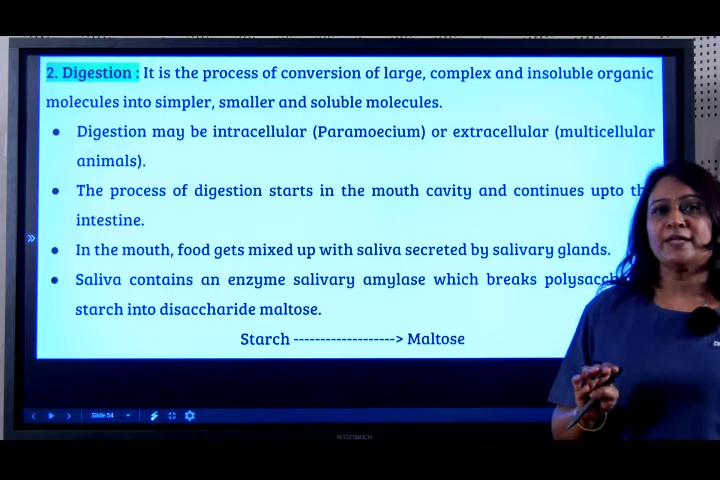 2. Digestion : It is the process of conversion of large, complex and insoluble organic
molecules into simpler, smaller and soluble molecules.
● Digestion may be intracellular (Paramoecium) or extracellular (multicellular
animals).
● The process of digestion starts in the mouth cavity and continues upto
intestine.
● In the mouth, food gets mixed up with saliva secreted by salivary glands.
● Saliva contains an enzyme salivary amylase which breaks
starch into disaccharide maltose.
Starch -------------------> Maltose
Slide 54